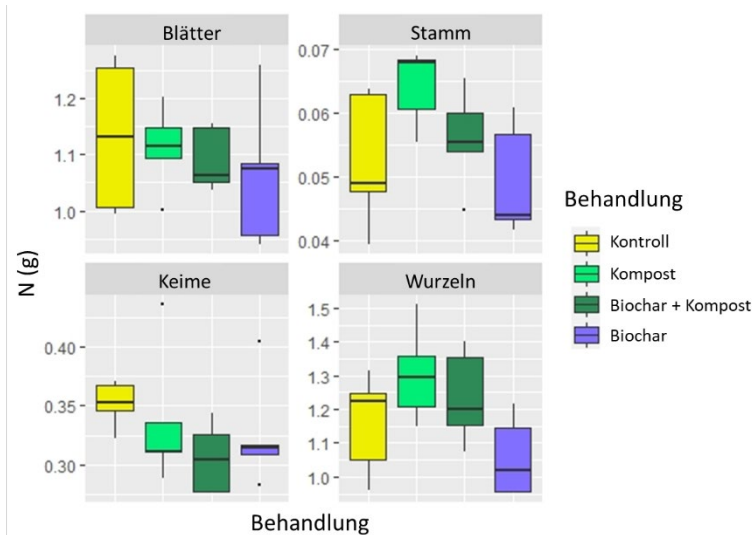 Blätter
Stamm
1.2
1.1
1.0
0.07
0.06
0.05
0.04
N (g)
Keime
Wurzeln
0.40
0.35
0.30
1.5
1.4
1.3
1.2
1.1
1.0
Behandlung
Behandlung
Kontroll
Kompost
Biochar + Kompost
Biochar